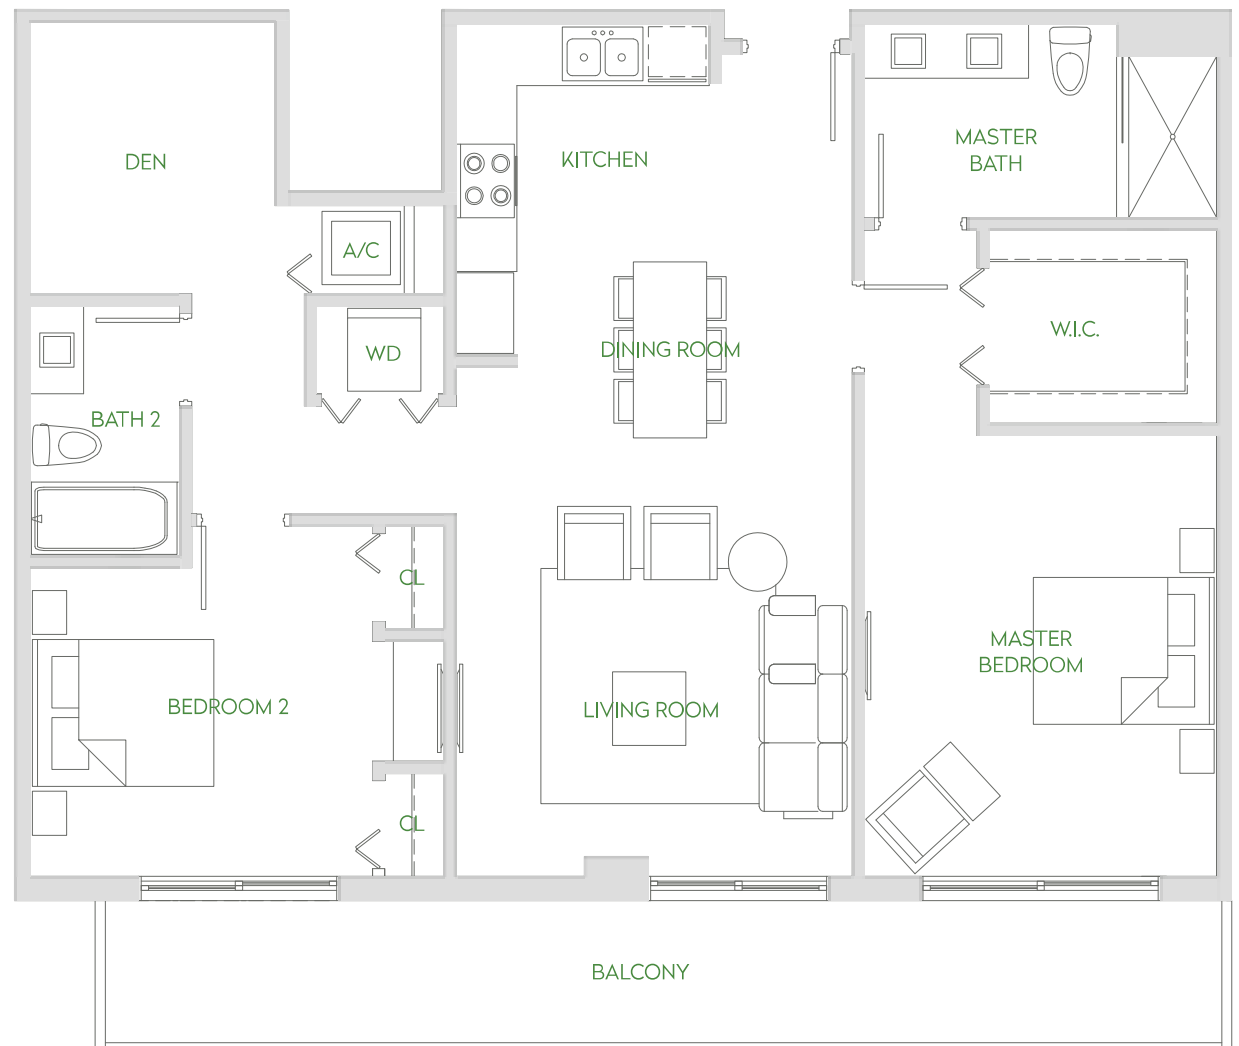 DEN
KITCHEN
MASTER
BATH
A/C
W.I.C.
WD
DINING ROOM
BATH 2
CL
MASTER
BEDROOM
BEDROOM 2
LIVING ROOM
CL
BALCONY